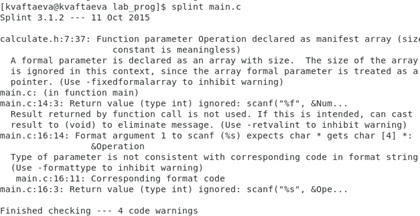 [kvaftaeva@kvaftaeva lab_prog]$ splint main.c
Splint 3.1.2 --- 11 Oct 2015
calculate.h:7:37: Function parameter Operation declared as manifest array (size
constant is meaningless)
A formal parameter is declared as an array with size. The size of the array
is ignored in this context, since the array formal parameter is treated as a
pointer. (Use -fixedformalarray to inhibit warning)
main.c: (in function main)
main.c:14:3: Return value (type int) ignored: scanf("%f", &Num...
Result returned by function call is not used. If this is intended, can cast
result to (void) to eliminate message. (Use -retvalint to inhibit warning)
main.c:16:14: Format argument 1 to scanf (%s) expects char * gets char [4] *:
&Operation
Type of parameter is not consistent with corresponding code in format string.
(Use -formattype to inhibit warning)
main.c:16:11: Corresponding format code
main.c:16:3: Return value (type int) ignored: scanf("%s", &Ope...
Finished checking --- 4 code warnings